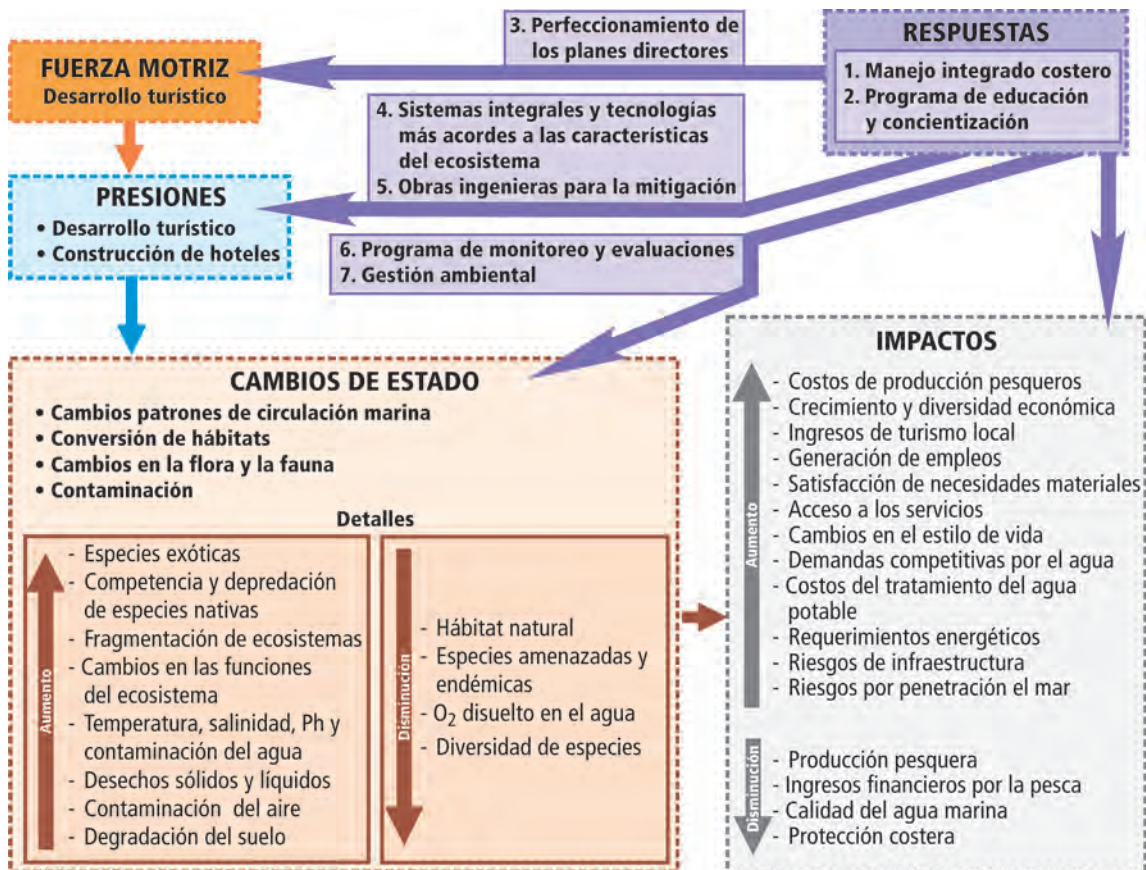 FUERZA MOTRIZ
Desarrollo turístico
3. Perfeccionamiento de
los planes directores
RESPUESTAS
1. Manejo integrado costero
2. Programa de educación
y concientización
4. Sistemas integrales y tecnologías
más acordes a las características
del ecosistema
5. Obras ingenieras para la mitigación
PRESIONES
• Desarrollo turístico
• Construcción de hoteles
6. Programa de monitoreo y evaluaciones
7. Gestión ambiental
CAMBIOS DE ESTADO
• Cambios patrones de circulación marina
• Conversión de hábitats
• Cambios en la flora y la fauna
• Contaminación
Detalles
Aumento
- Especies exóticas
- Competencia y depredación
de especies nativas
- Fragmentación de ecosistemas
- Cambios en las funciones
del ecosistema
- Temperatura, salinidad, Ph y
contaminación del agua
- Desechos sólidos y líquidos
- Contaminación del aire
- Degradación del suelo
Disminución
- Hábitat natural
- Especies amenazadas y
endémicas
- O₂ disuelto en el agua
- Diversidad de especies
IMPACTOS
Aumento
- Costos de producción pesqueros
- Crecimiento y diversidad económica
- Ingresos de turismo local
- Generación de empleos
- Satisfacción de necesidades materiales
- Acceso a los servicios
- Cambios en el estilo de vida
- Demandas competitivas por el agua
- Costos del tratamiento del agua
potable
- Requerimientos energéticos
- Riesgos de infraestructura
- Riesgos por penetración el mar
Disminución
- Producción pesquera
- Ingresos financieros por la pesca
- Calidad del agua marina
- Protección costera